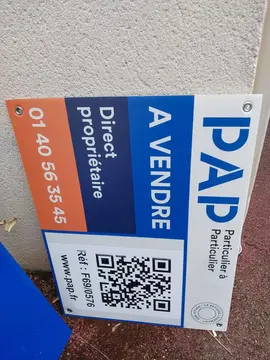 PAP
Particulier à
Particulier
A VENDRE
Direct
propriétaire
01 40 56 35 45
Réf : F69/0576
www.pap.fr